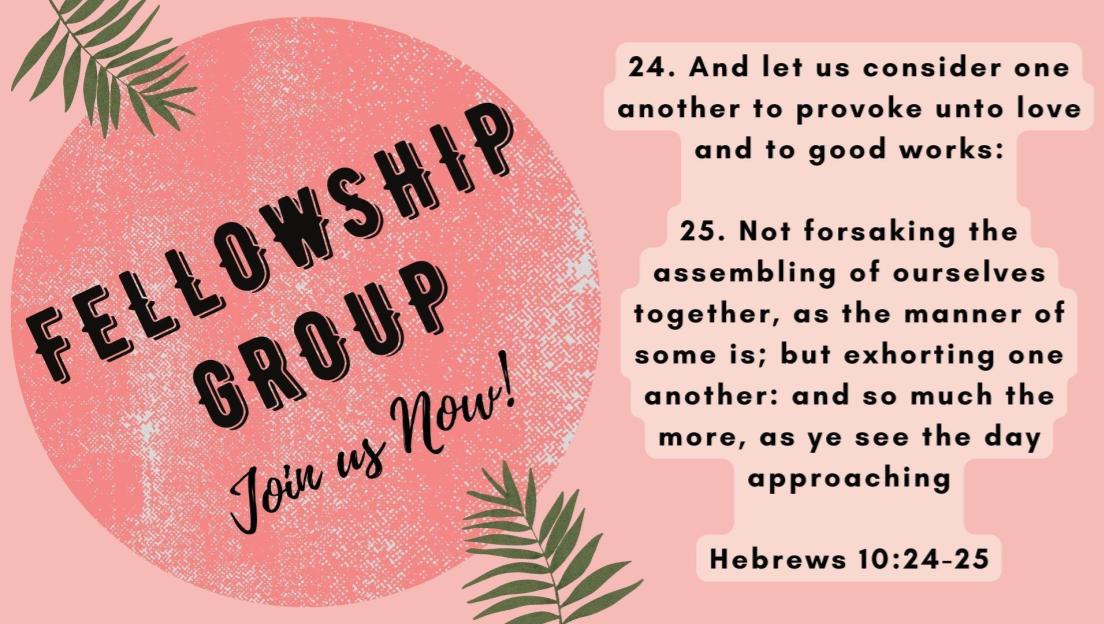 FELLOWSHIP
GROUP
Join us Now!
24. And let us consider one
another to provoke unto love
and to good works:
25. Not forsaking the
assembling of ourselves
together, as the manner of
some is; but exhorting one
another: and so much the
more, as ye see the day
approaching
Hebrews 10:24-25